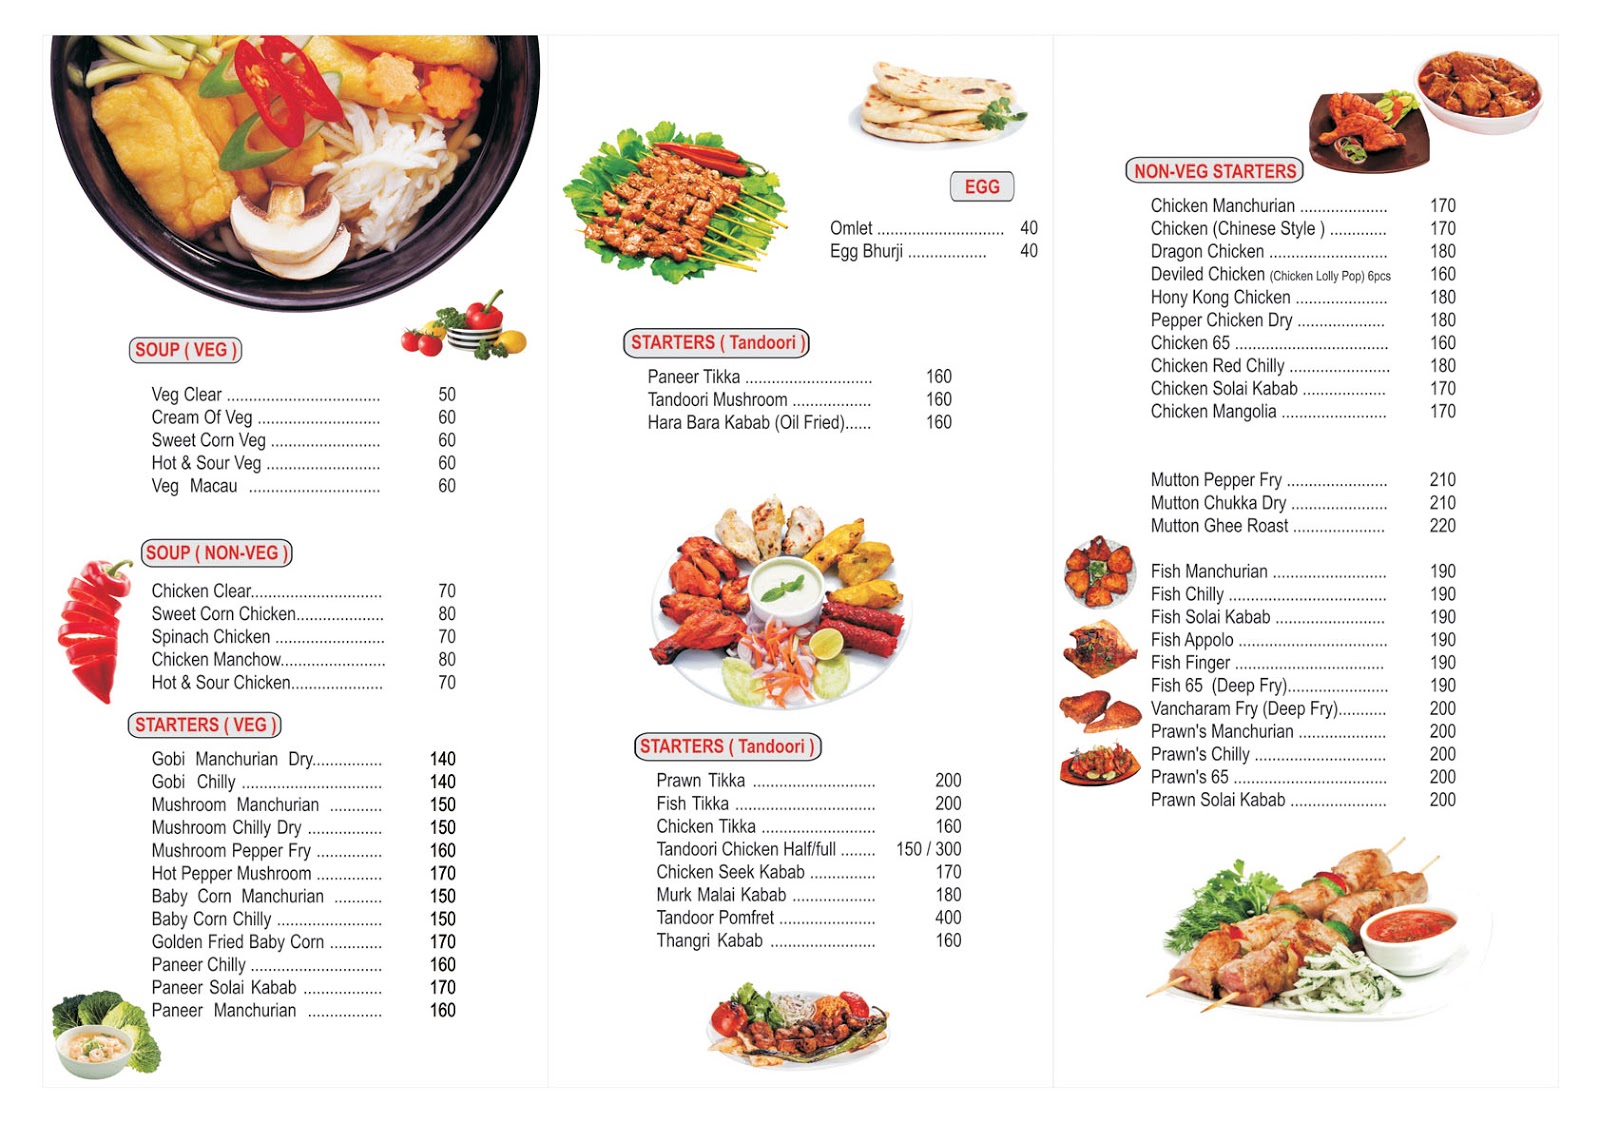 SOUP ( VEG )
Veg Clear ................................... 50
Cream Of Veg ............................ 60
Sweet Corn Veg ......................... 60
Hot & Sour Veg .......................... 60
Veg Macau .............................. 60
SOUP ( NON-VEG )
Chicken Clear.............................. 70
Sweet Corn Chicken.................... 80
Spinach Chicken ......................... 70
Chicken Manchow........................ 80
Hot & Sour Chicken..................... 70
STARTERS ( VEG )
Gobi Manchurian Dry................ 140
Gobi Chilly ................................ 140
Mushroom Manchurian ............ 150
Mushroom Chilly Dry ................. 150
Mushroom Pepper Fry ............... 160
Hot Pepper Mushroom ............... 170
Baby Corn Manchurian ........... 150
Baby Corn Chilly ........................ 150
Golden Fried Baby Corn ............ 170
Paneer Chilly .............................. 160
Paneer Solai Kabab .................. 170
Paneer Manchurian ................. 160
EGG
Omlet ............................. 40
Egg Bhurji .................. 40
STARTERS ( Tandoori )
Paneer Tikka ............................. 160
Tandoori Mushroom .................. 160
Hara Bara Kabab (Oil Fried)...... 160
STARTERS ( Tandoori )
Prawn Tikka ............................ 200
Fish Tikka ................................ 200
Chicken Tikka .......................... 160
Tandoori Chicken Half/full ........ 150 / 300
Chicken Seek Kabab ............... 170
Murk Malai Kabab ................... 180
Tandoor Pomfret ...................... 400
Thangri Kabab ........................ 160
NON-VEG STARTERS
Chicken Manchurian .................... 170
Chicken (Chinese Style ) ............. 170
Dragon Chicken ........................... 180
Deviled Chicken (Chicken Lolly Pop) 6pcs 160
Hony Kong Chicken ..................... 180
Pepper Chicken Dry .................... 180
Chicken 65 ................................... 160
Chicken Red Chilly ....................... 180
Chicken Solai Kabab ................... 170
Chicken Mangolia ........................ 170
Mutton Pepper Fry ....................... 210
Mutton Chukka Dry ...................... 210
Mutton Ghee Roast ..................... 220
Fish Manchurian .......................... 190
Fish Chilly .................................... 190
Fish Solai Kabab ......................... 190
Fish Appolo .................................. 190
Fish Finger .................................. 190
Fish 65 (Deep Fry)....................... 190
Vancharam Fry (Deep Fry)........... 200
Prawn's Manchurian .................... 200
Prawn's Chilly .............................. 200
Prawn's 65 ................................... 200
Prawn Solai Kabab ...................... 200